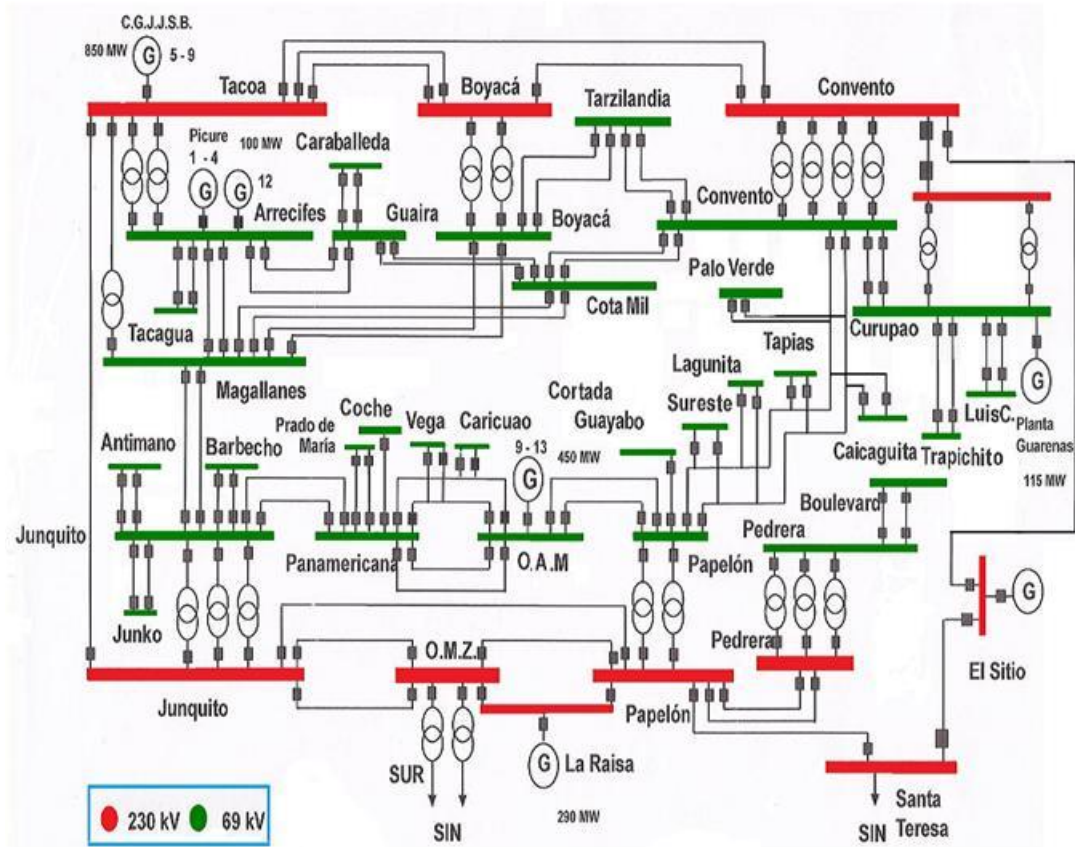 C.G.J.J.S.B.
850 MW
G
5 - 9
Tacoa
Boyacá
Tarzilandia
Convento
Picure
1 - 4
100 MW
G
G
12
Caraballeda
Arrecifes
Guaira
Boyacá
Convento
Palo Verde
Cota Mil
Tacagua
Curupao
Tapias
Magallanes
Lagunita
Cortada
Guayabo
Sureste
G
LuisC.
Planta
Guarenas
115 MW
Caicaguita
Trapichito
Antimano
Barbecho
Prado de
María
Coche
Vega
Caricuao
9 - 13
G
450 MW
Boulevard
Junquito
Panamericana
O.A.M
Papelón
Pedrera
Junko
Pedrera
G
El Sitio
O.M.Z.
Junquito
Papelón
SUR
G
La Raisa
290 MW
SIN
Santa
Teresa
SIN
230 kV
69 kV